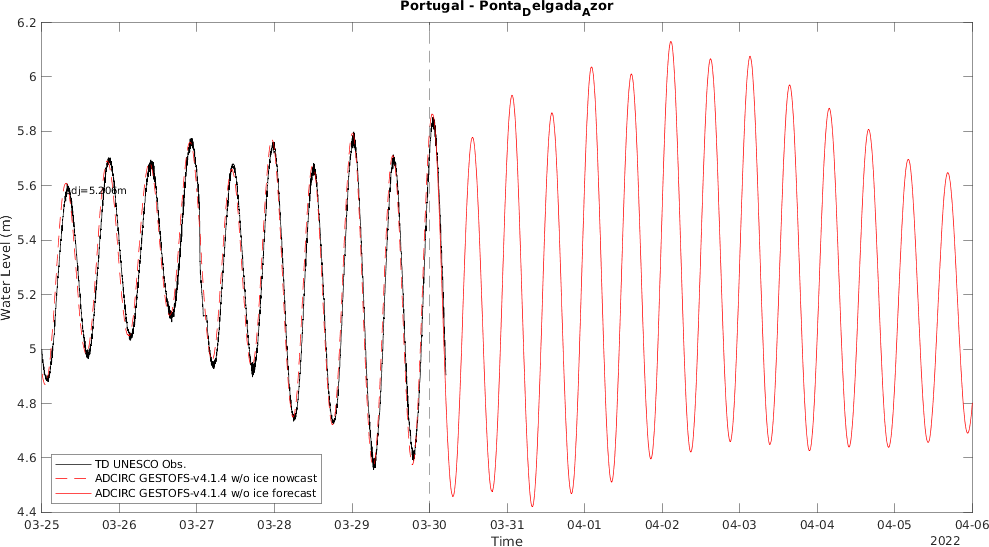 Portugal - PontaDelgadaAzor
6.2
6
5.8
5.6
5.4
5.2
5
4.8
4.6
4.4
Water Level (m)
Adj=5.206m
TD UNESCO Obs.
ADCIRC GESTOFS-v4.1.4 w/o ice nowcast
ADCIRC GESTOFS-v4.1.4 w/o ice forecast
03-25 03-26 03-27 03-28 03-29 03-30 03-31 04-01 04-02 04-03 04-04 04-05 04-06
Time
2022